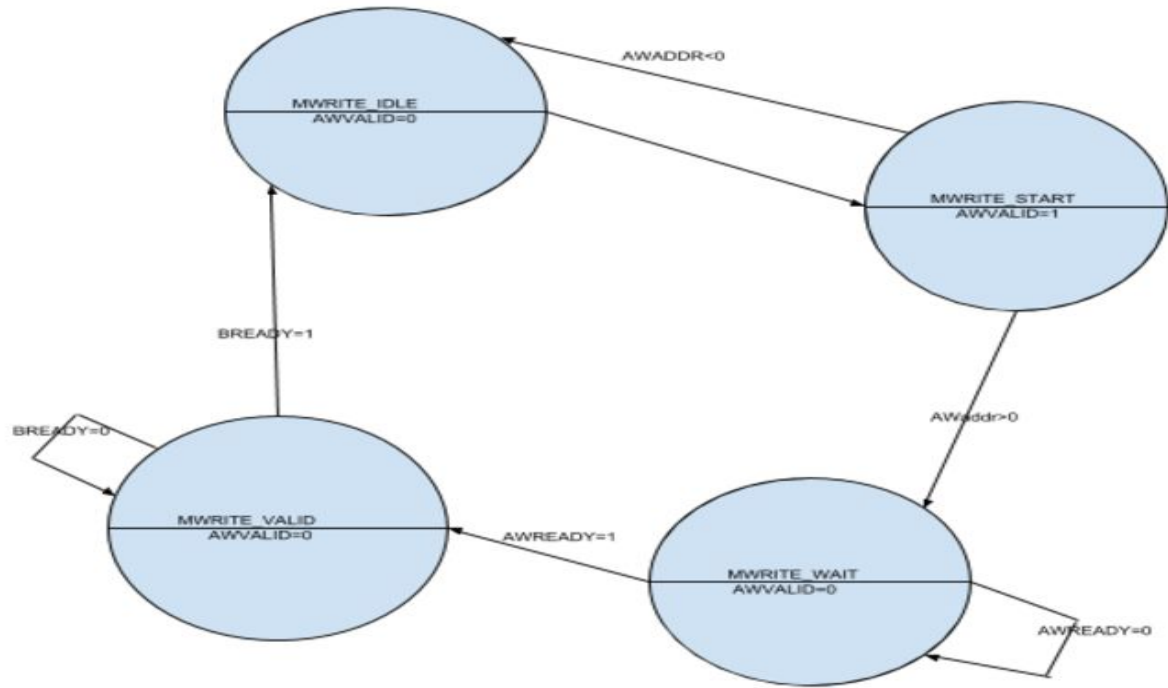 AWADDR<0
MWRITE_IDLE
AWVALID=0
MWRITE_START
AWVALID=1
BREADY=1
AWaddr>0
BREADY=0
MWRITE_VALID
AWVALID=0
AWREADY=1
MWRITE_WAIT
AWVALID=0
AWREADY=0